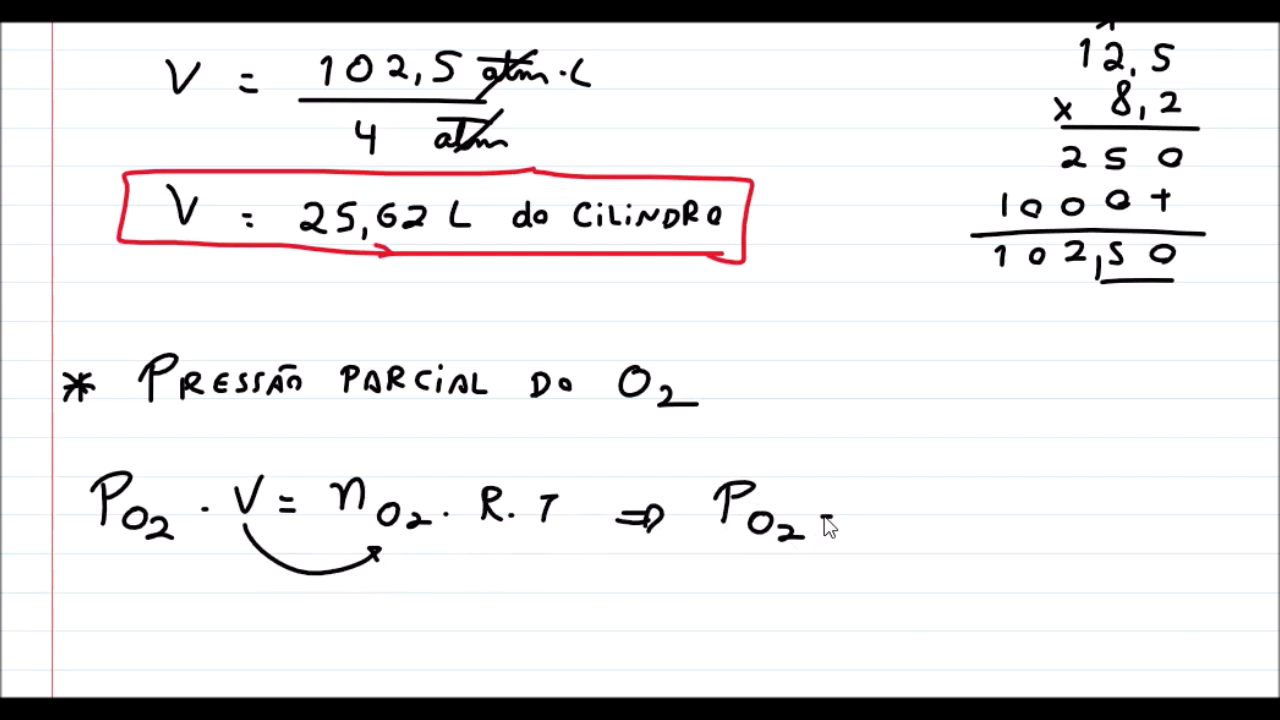 V = 102,5 atm·L
4 atm
V = 25,62 L do CILINDRO
12,5
x 8,2
250
1000+
102,50
* PRESSÃO PARCIAL DO O2
PO2 . V = nO2 . R. T ⇒ PO2 =